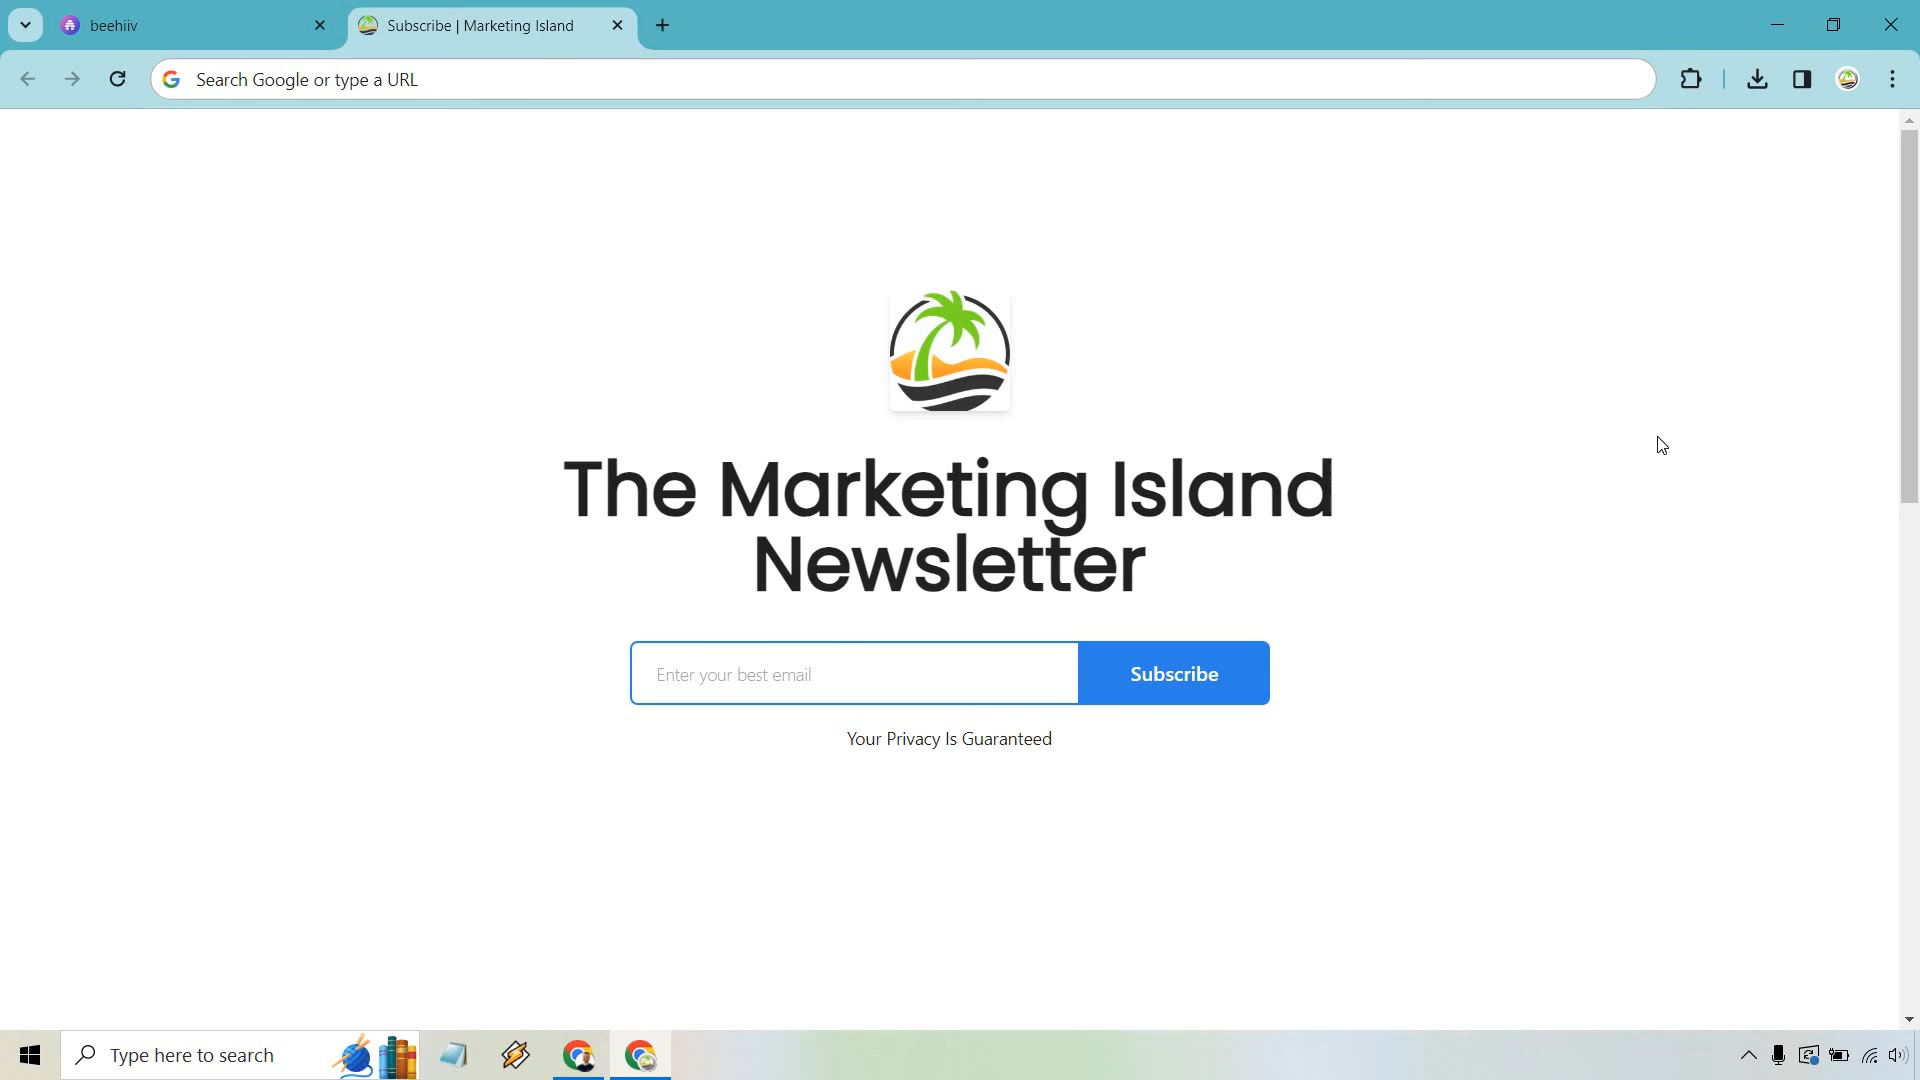 beehiiv
Subscribe | Marketing Island
Search Google or type a URL
The Marketing Island
Newsletter
Enter your best email
Subscribe
Your Privacy Is Guaranteed
Type here to search